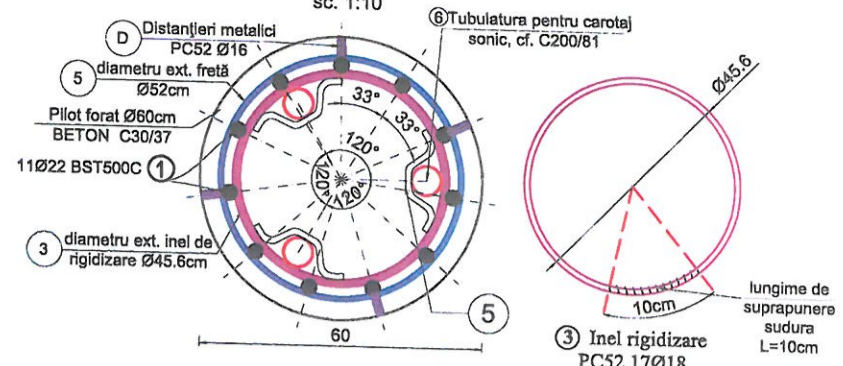 sc. 1:10
D Distanțieri metalici
PC52 Ø16
5 diametru ext. fretă
Ø52cm
Pilot forat Ø60cm
BETON C30/37
11Ø22 BST500C 1
3 diametru ext. inel de
rigidizare Ø45.6cm
6 Tubulatura pentru carotaj
sonic, cf. C200/81
33°
33°
120°
120°
120°
5
60
Ø45.6
10cm
lungime de
suprapunere
sudura
L=10cm
3 Inel rigidizare
PC52 17Ø18